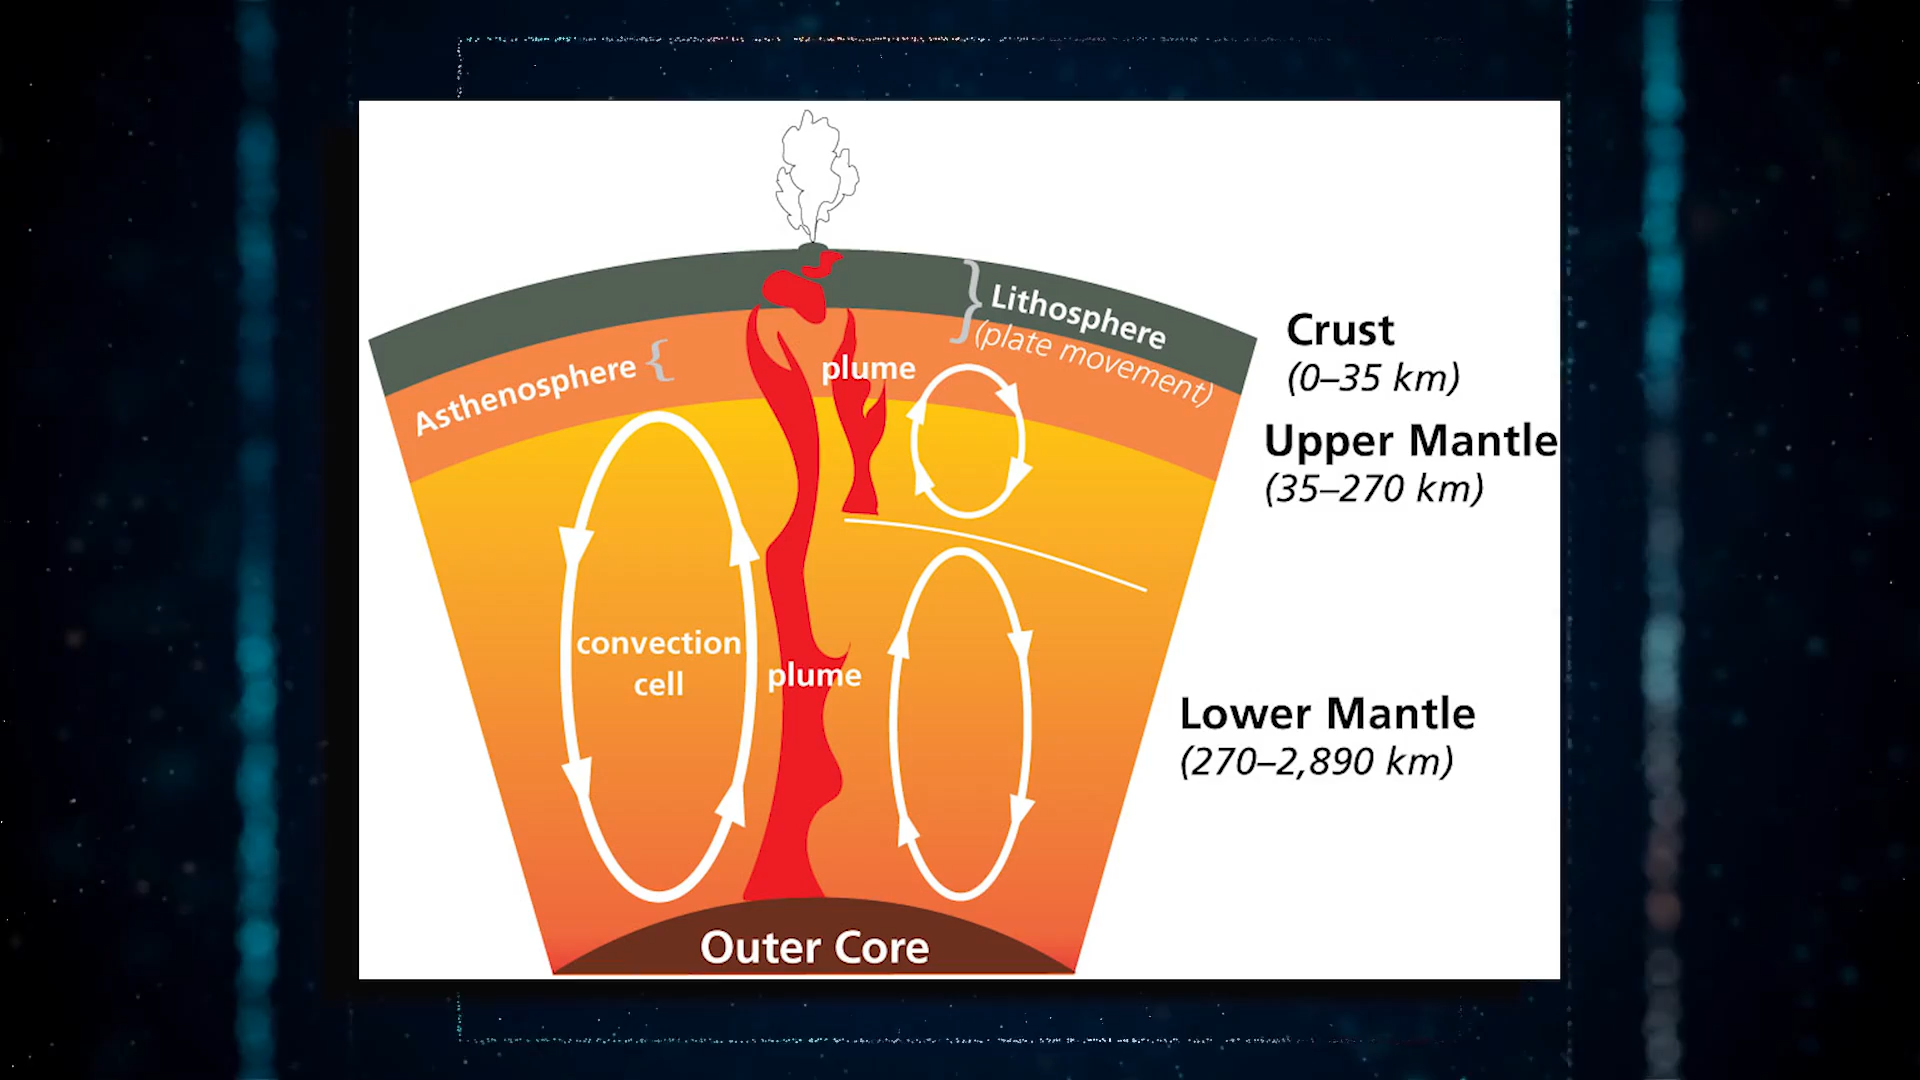 Lithosphere
(plate movement)
Asthenosphere
plume
Crust
(0–35 km)
Upper Mantle
(35–270 km)
convection
cell
plume
Lower Mantle
(270–2,890 km)
Outer Core